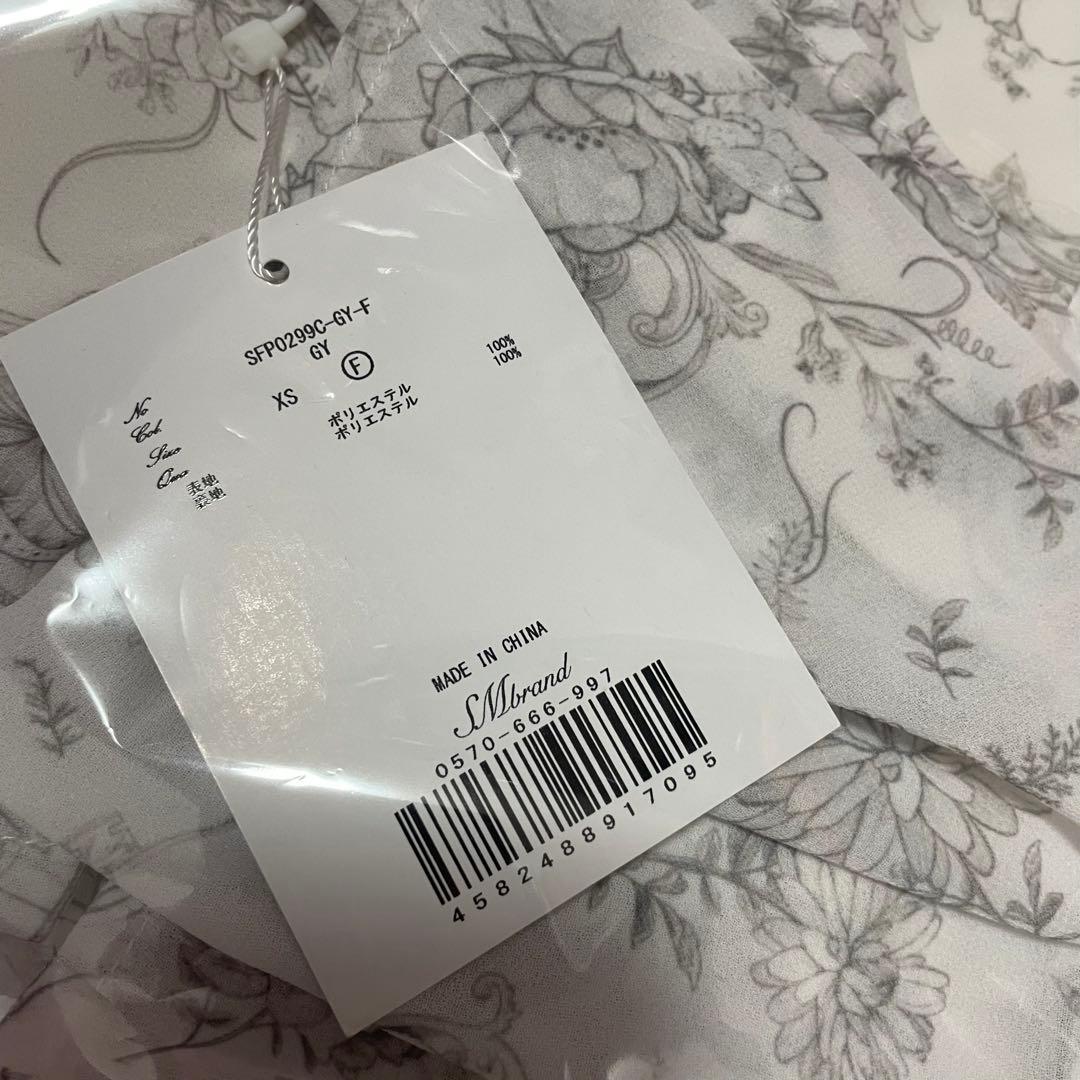 No SFP0299C-GY-F
Col. GY
Size XS Ⓕ
Qua
表地 ポリエステル 100%
裏地 ポリエステル 100%
MADE IN CHINA
SMbrand
0570-666-997
4582488917095